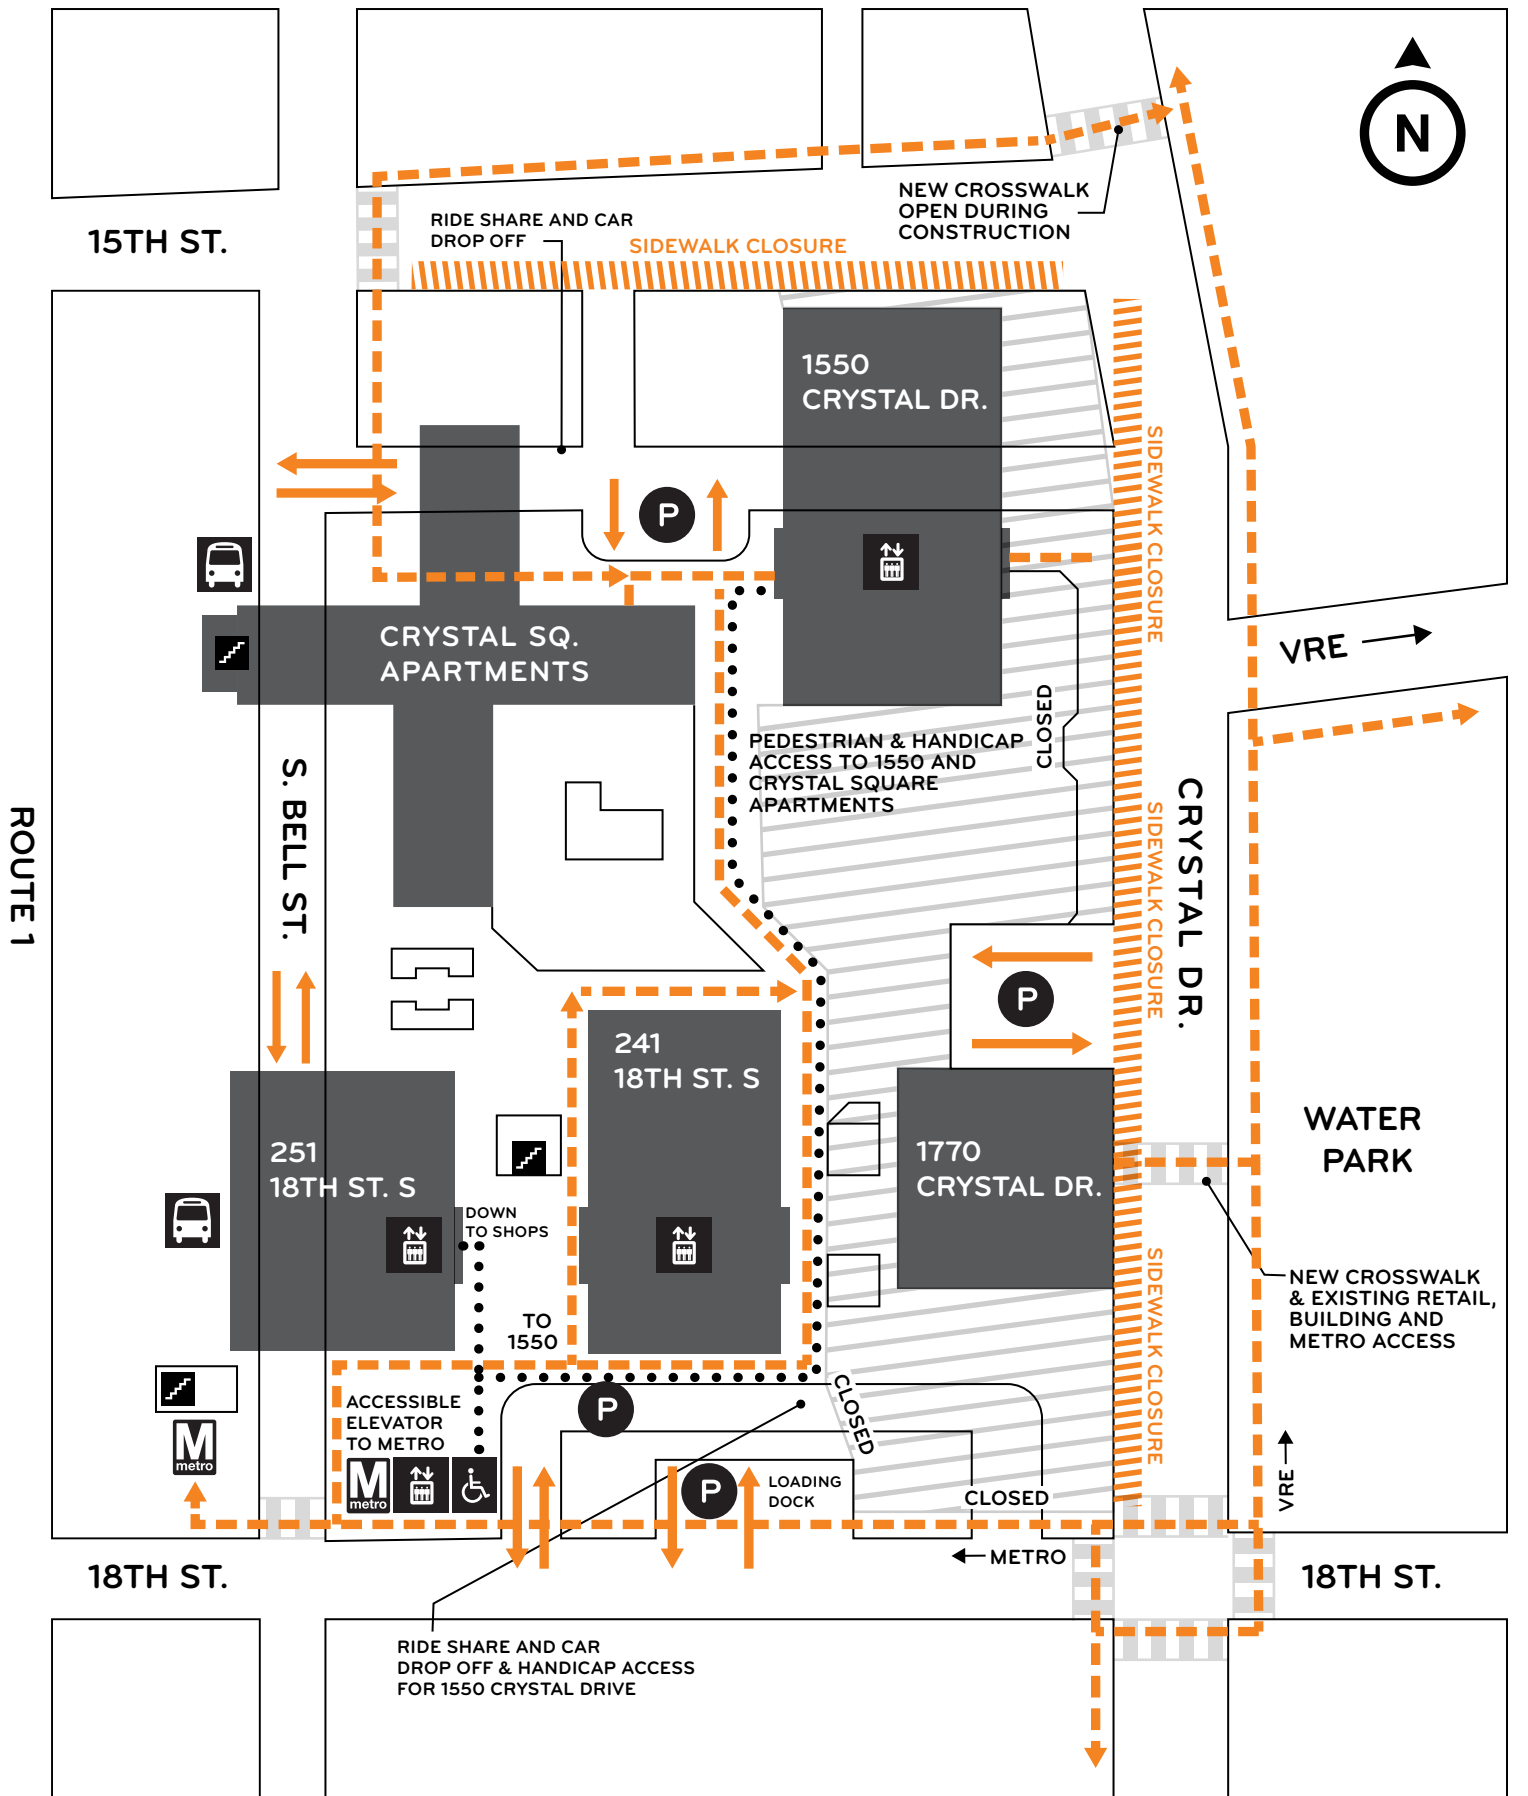 N
NEW CROSSWALK
OPEN DURING
CONSTRUCTION
RIDE SHARE AND CAR
DROP OFF
15TH ST.
SIDEWALK CLOSURE
1550
CRYSTAL DR.
P
SIDEWALK CLOSURE
CRYSTAL SQ.
APARTMENTS
VRE
CLOSED
PEDESTRIAN & HANDICAP
ACCESS TO 1550 AND
CRYSTAL SQUARE
APARTMENTS
S. BELL ST.
ROUTE 1
CRYSTAL DR.
SIDEWALK CLOSURE
P
241
18TH ST. S
251
18TH ST. S
1770
CRYSTAL DR.
WATER
PARK
DOWN
TO SHOPS
NEW CROSSWALK
& EXISTING RETAIL,
BUILDING AND
METRO ACCESS
SIDEWALK CLOSURE
TO
1550
ACCESSIBLE
ELEVATOR
TO METRO
P
CLOSED
M
metro
M
metro
P
LOADING
DOCK
CLOSED
VRE
METRO
18TH ST.
18TH ST.
RIDE SHARE AND CAR
DROP OFF & HANDICAP ACCESS
FOR 1550 CRYSTAL DRIVE